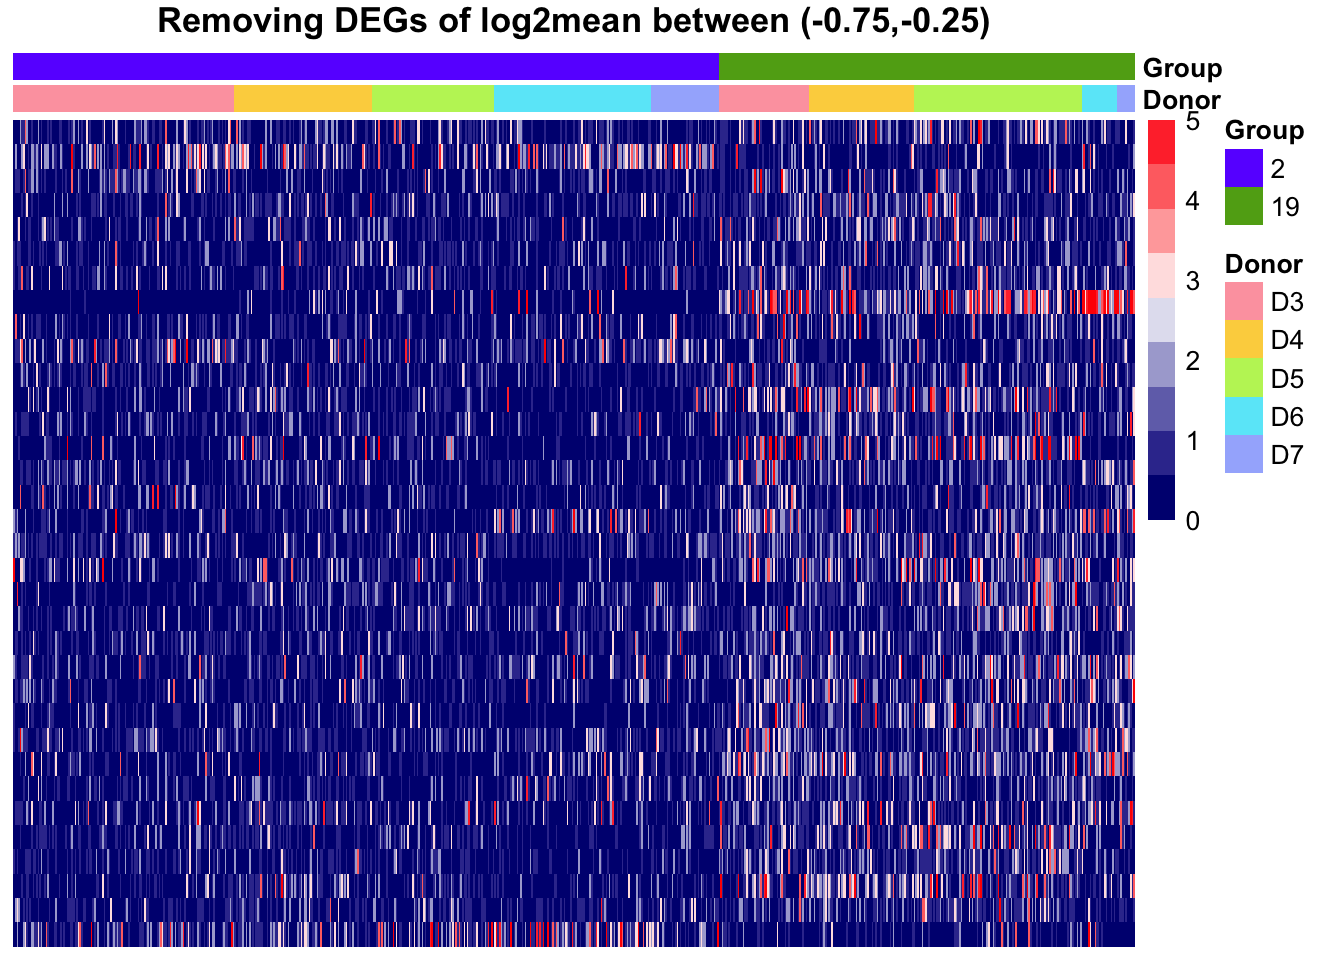 Removing DEGs of log2mean between (-0.75,-0.25)
Group
Donor
5
4
3
2
1
0
Group
2
19
Donor
D3
D4
D5
D6
D7